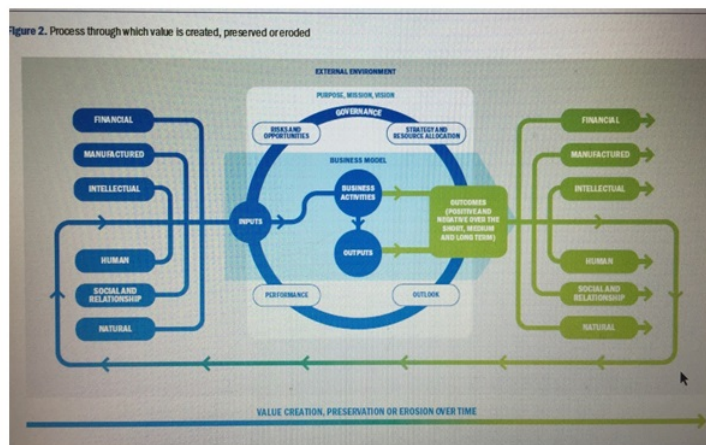 Figure 2. Process through which value is created, preserved or eroded
EXTERNAL ENVIRONMENT
PURPOSE, MISSION, VISION
GOVERNANCE
FINANCIAL
RISKS AND
OPPORTUNITIES
STRATEGY AND
RESOURCE ALLOCATION
FINANCIAL
MANUFACTURED
BUSINESS MODEL
MANUFACTURED
INTELLECTUAL
BUSINESS
ACTIVITIES
INTELLECTUAL
INPUTS
OUTCOMES
(POSITIVE AND
NEGATIVE OVER THE
SHORT, MEDIUM
AND LONG TERM)
HUMAN
OUTPUTS
HUMAN
SOCIAL AND
RELATIONSHIP
PERFORMANCE
OUTLOOK
SOCIAL AND
RELATIONSHIP
NATURAL
NATURAL
VALUE CREATION, PRESERVATION OR EROSION OVER TIME